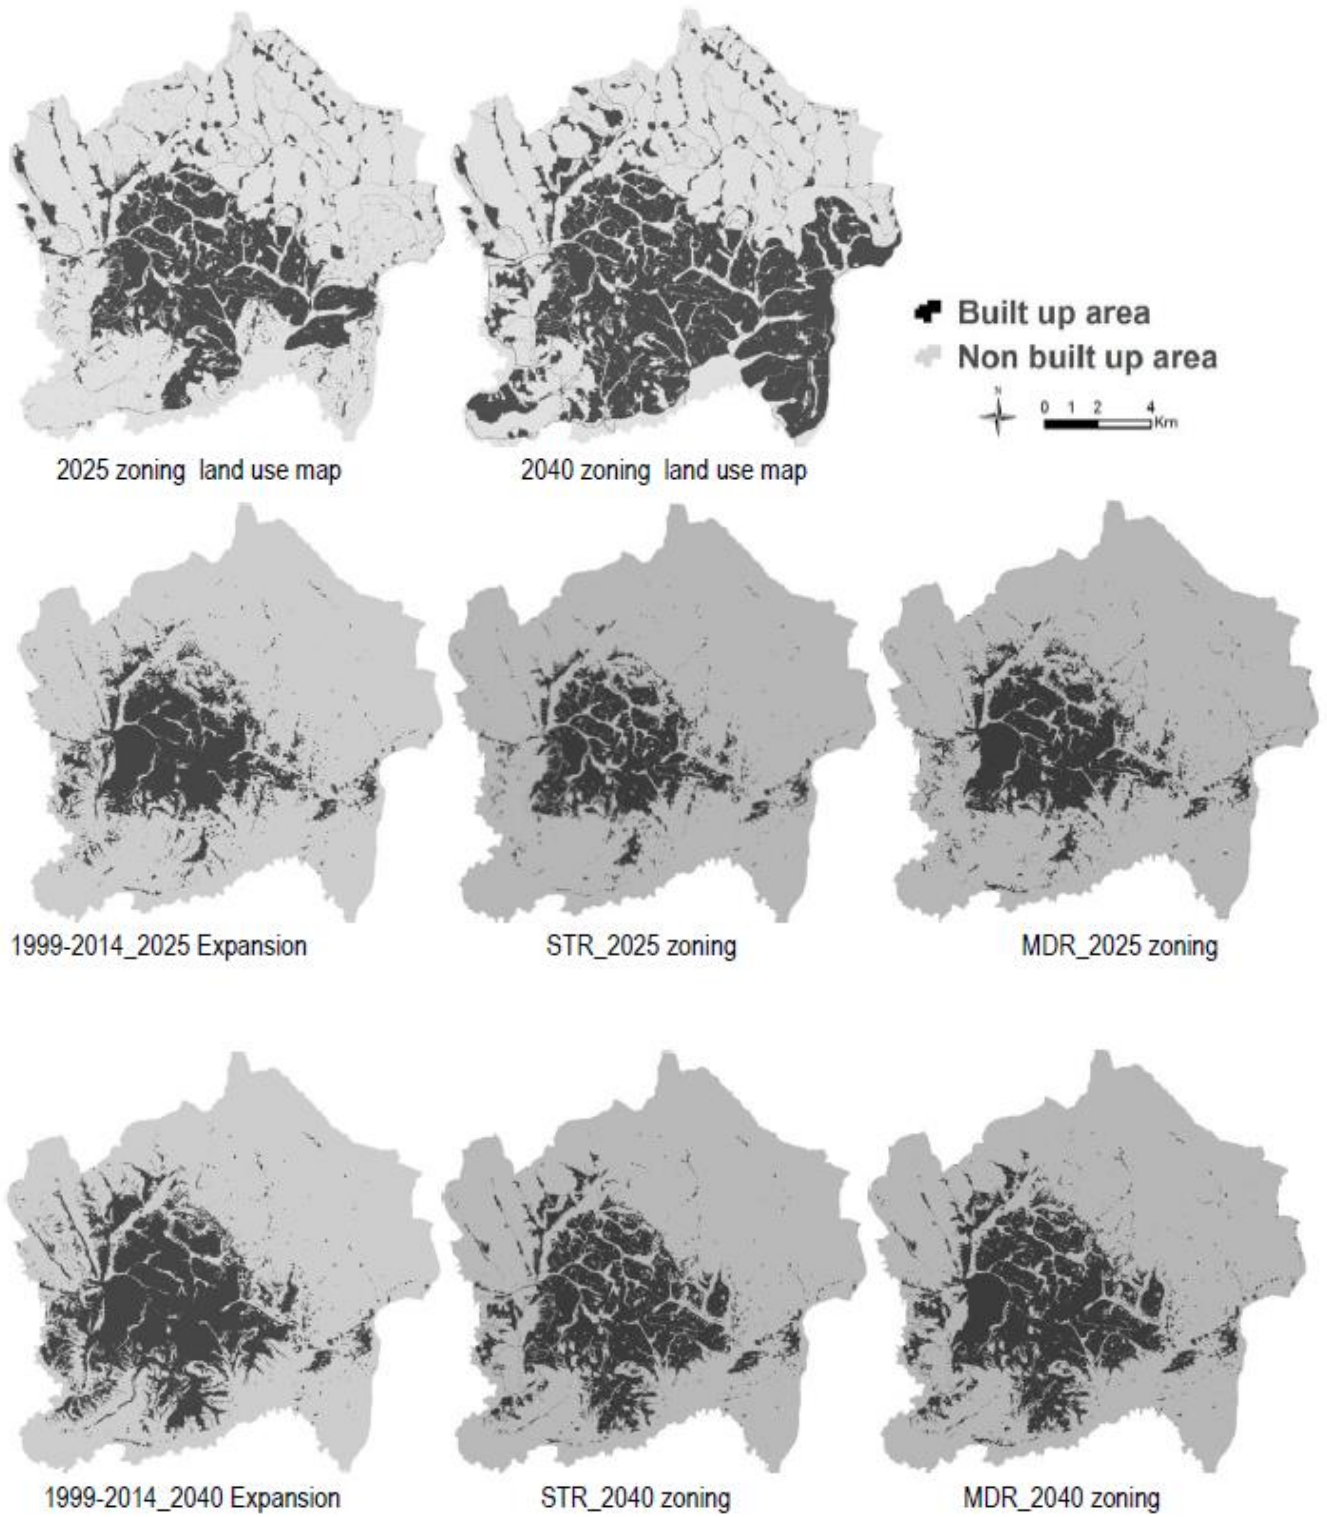 Built up area
Non built up area
N
0 1 2 4
Km
2025 zoning land use map
2040 zoning land use map
1999-2014_2025 Expansion
STR_2025 zoning
MDR_2025 zoning
1999-2014_2040 Expansion
STR_2040 zoning
MDR_2040 zoning